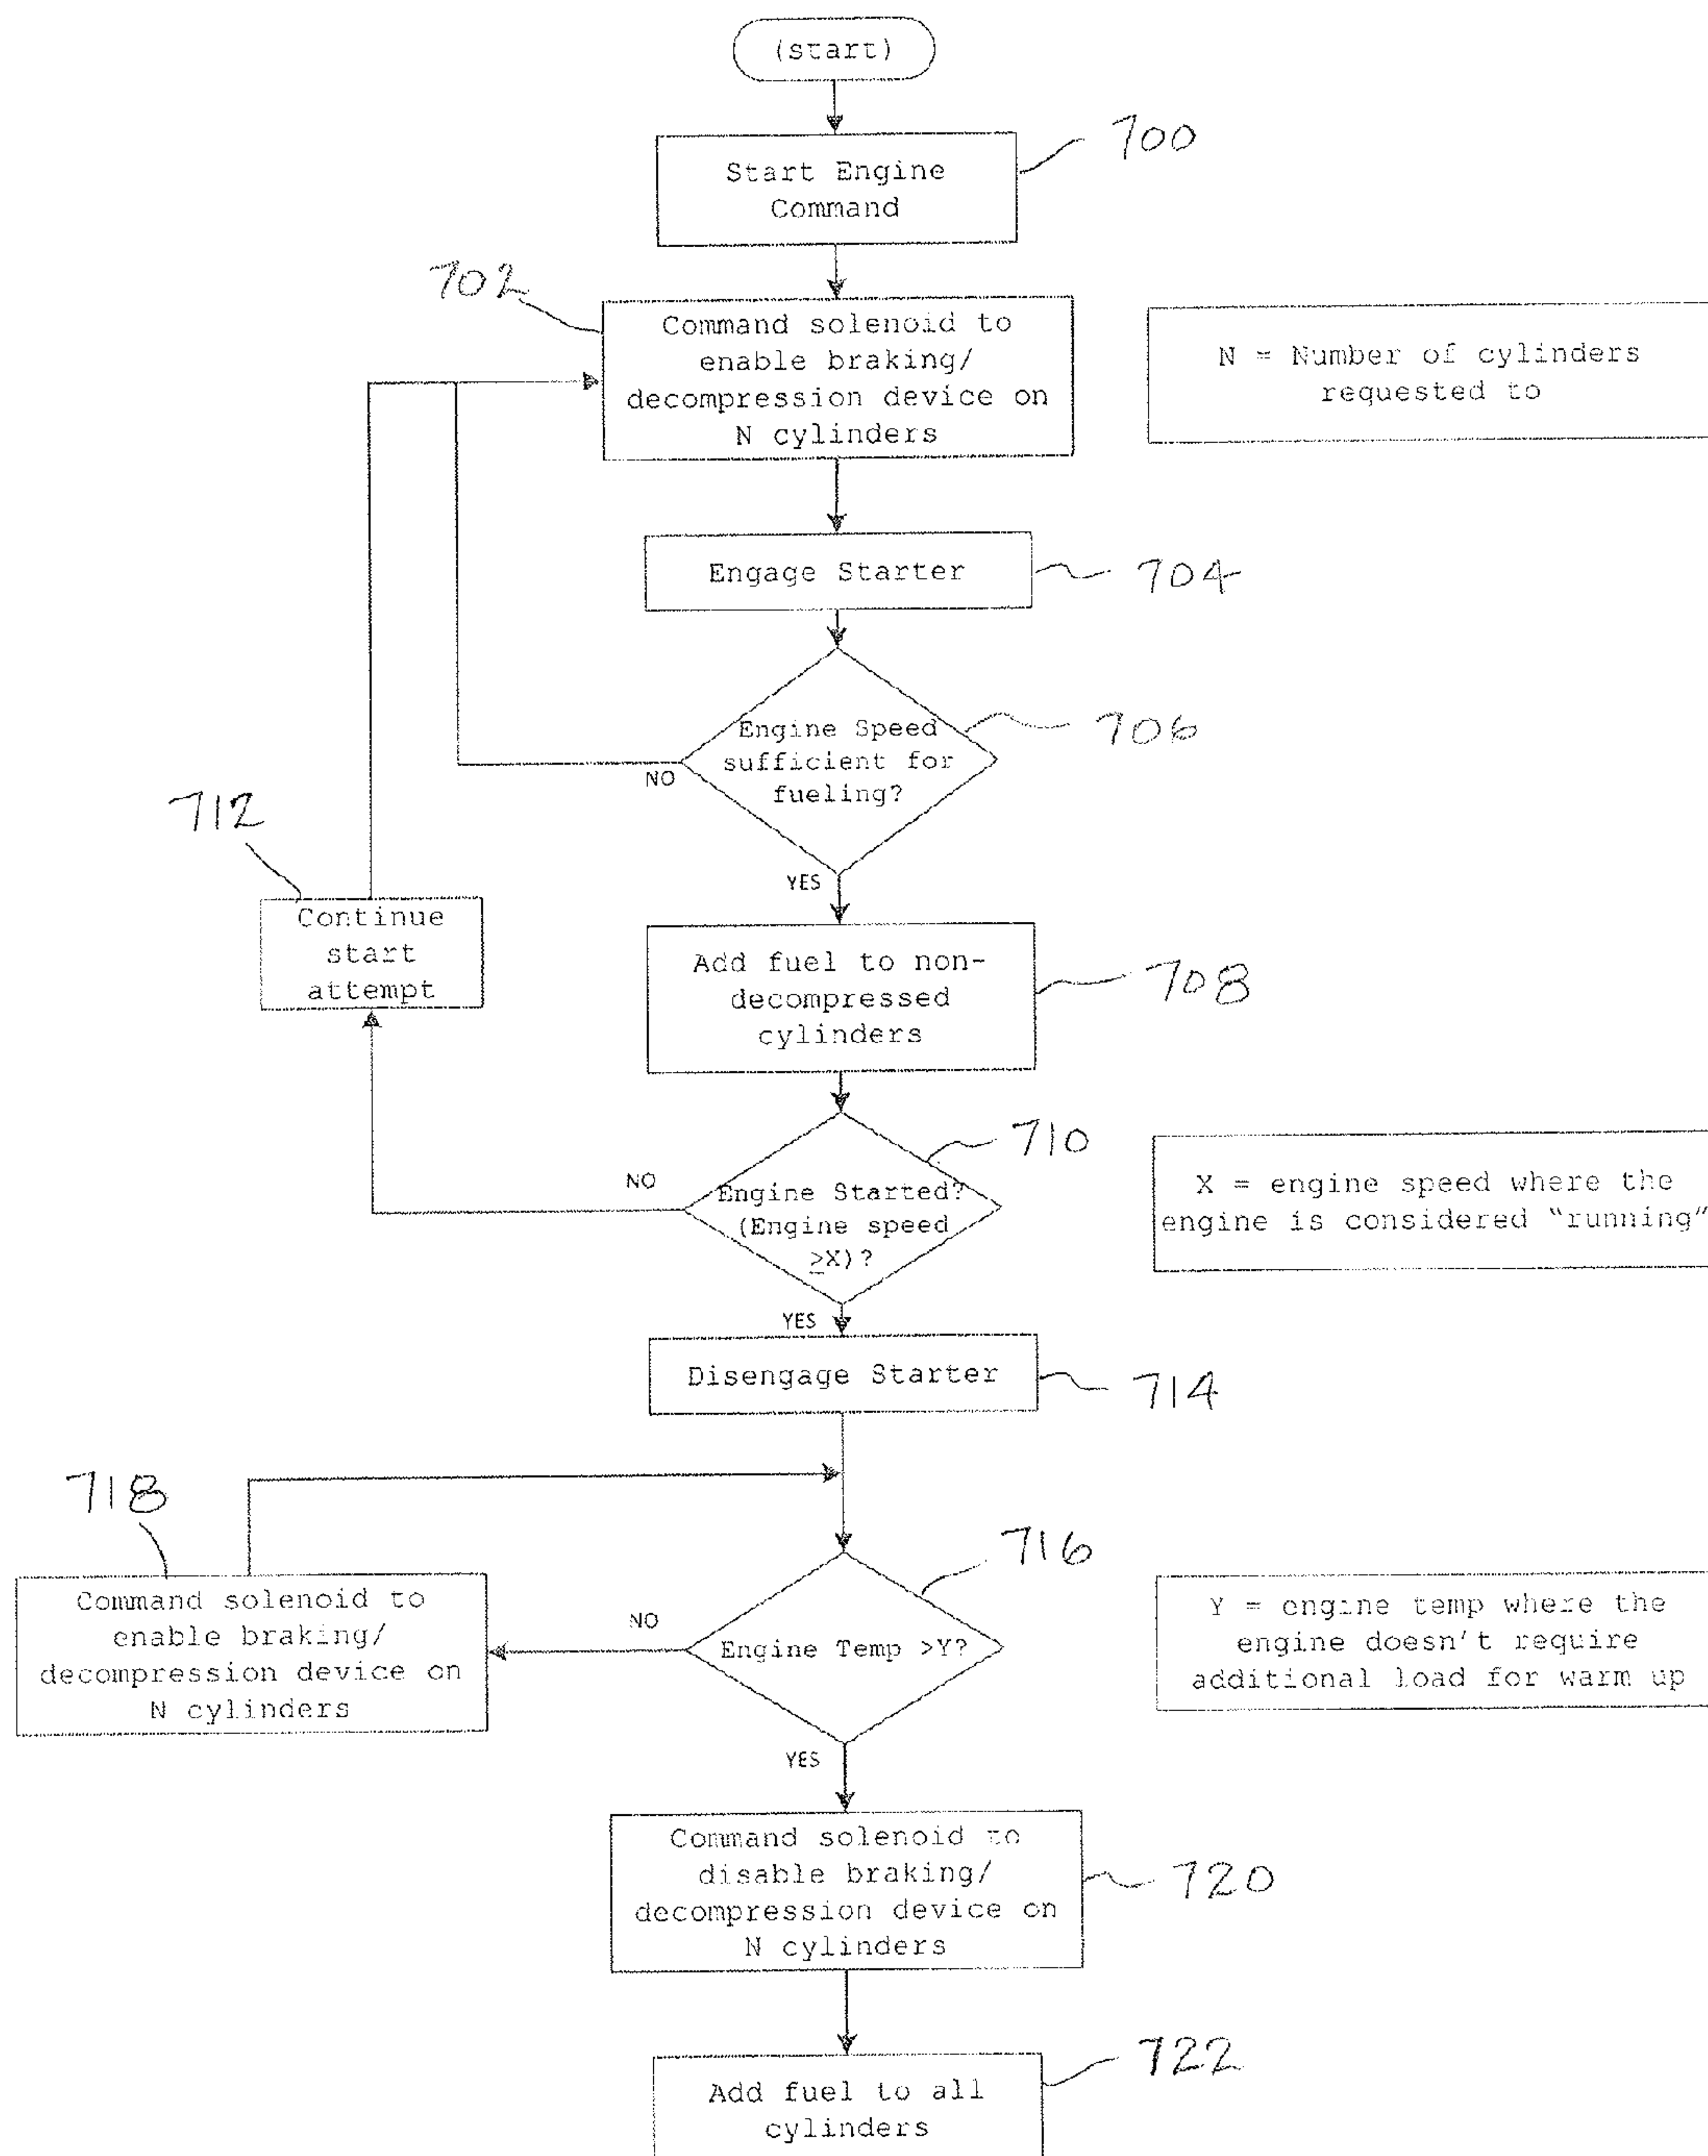 (start)
700
Start Engine
Command
702
Command solenoid to
enable braking/
decompression device on
N cylinders
N = Number of cylinders
requested to
Engage Starter
704
706
Engine Speed
sufficient for
fueling?
NO
YES
712
Continue
start
attempt
Add fuel to non-
decompressed
cylinders
708
710
NO
Engine Started?
(Engine speed
≥X)?
X = engine speed where the
engine is considered “running”
YES
Disengage Starter
714
718
716
Command solenoid to
enable braking/
decompression device on
N cylinders
NO
Engine Temp >Y?
Y = engine temp where the
engine doesn't require
additional load for warm up
YES
Command solenoid to
disable braking/
decompression device on
N cylinders
720
722
Add fuel to all
cylinders